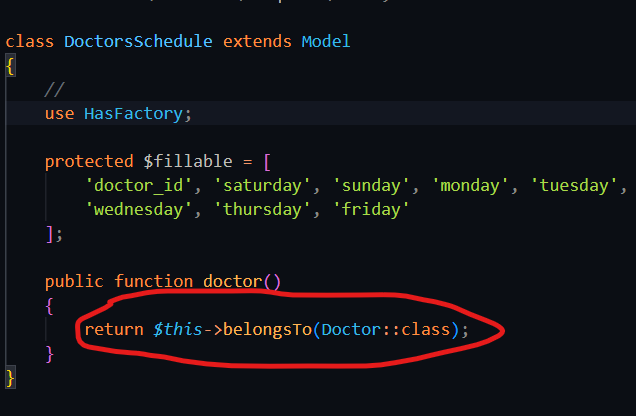 class DoctorsSchedule extends Model
{
    //
    use HasFactory;
    protected $fillable = [
        'doctor_id', 'saturday', 'sunday', 'monday', 'tuesday',
        'wednesday', 'thursday', 'friday'
    ];
    public function doctor()
    {
        return $this->belongsTo(Doctor::class);
    }
}